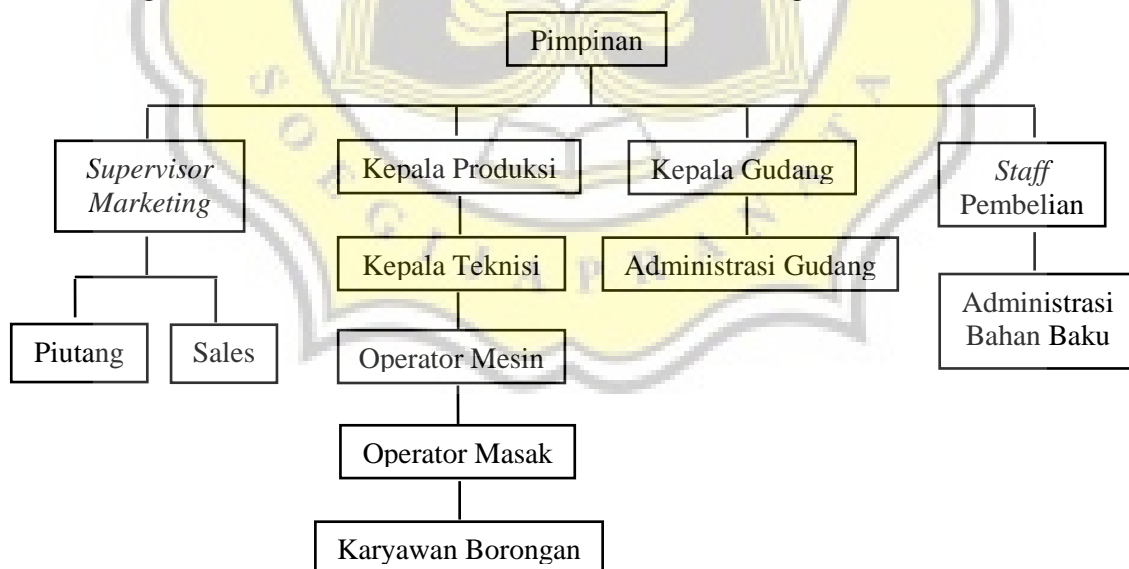 Pimpinan
Supervisor
Marketing
Kepala Produksi
Kepala Gudang
Staff
Pembelian
Kepala Teknisi
Administrasi Gudang
Piutang
Sales
Operator Mesin
Administrasi
Bahan Baku
Operator Masak
Karyawan Borongan
SOEGIJAPRANATA